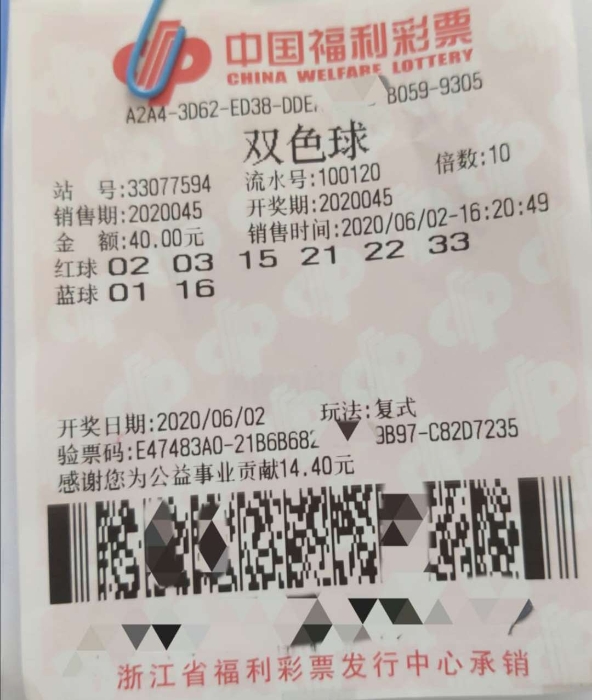 中国福利彩票
CHINA WELFARE LOTTERY
A2A4-3D62-ED38-DDE B059-9305
双色球
站 号:33077594 流水号:100120 倍数:10
销售期:2020045 开奖期:2020045
金 额:40.00元 销售时间:2020/06/02-16:20:49
红球 02 03 15 21 22 33
蓝球 01 16
开奖日期:2020/06/02 玩法:复式
验票码:E47483A0-21B6B682 9B97-C82D7235
感谢您为公益事业贡献14.40元
浙江省福利彩票发行中心承销